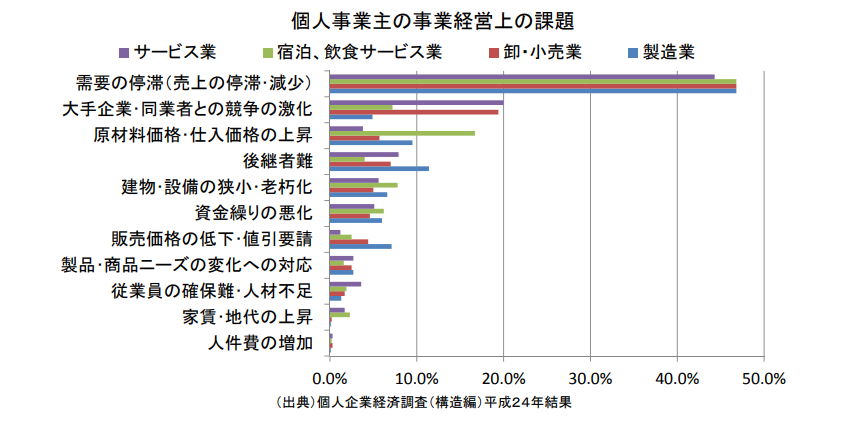 個人事業主の事業経営上の課題
サービス業 宿泊、飲食サービス業 卸・小売業 製造業
需要の停滞(売上の停滞・減少)
大手企業・同業者との競争の激化
原材料価格・仕入価格の上昇
後継者難
建物・設備の狭小・老朽化
資金繰りの悪化
販売価格の低下・値引要請
製品・商品ニーズの変化への対応
従業員の確保難・人材不足
家賃・地代の上昇
人件費の増加
0.0% 10.0% 20.0% 30.0% 40.0% 50.0%
(出典)個人企業経済調査(構造編)平成24年結果